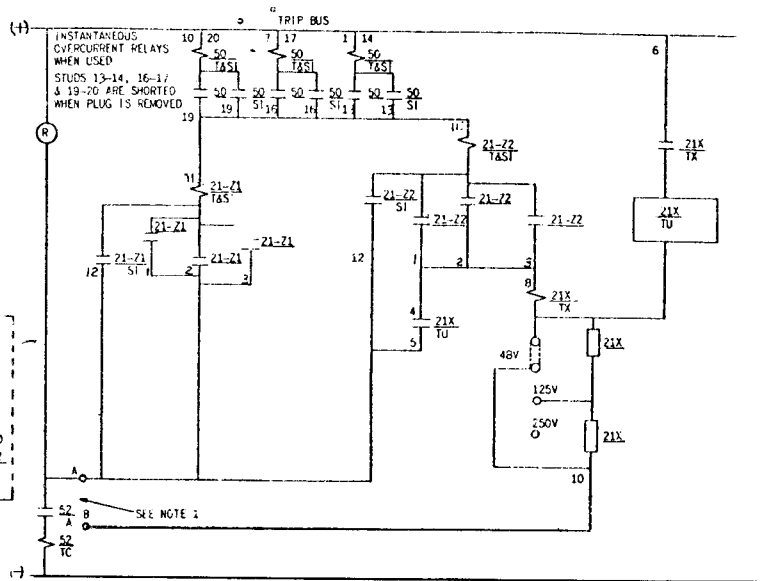 TRIP BUS
(+)
INSTANTANEOUS
OVERCURRENT RELAYS
WHEN USED
STUDS 13-14, 16-17
& 19-20 ARE SHORTED
WHEN PLUG IS REMOVED
10 20 7 17 1 14 6
50 T&SI 50 T&SI 50 T&SI
50 50 SI 50 50 SI 50 50 SI
19 19 16 16 13
R
21-Z2 T&SI
21X TX
21-Z1
21-Z2 SI 21-Z2 21-Z2 21-Z2
21X TU
21-Z1 21-Z1
21-Z1 SI 21-Z1
12 1 2 3
12 1 2 3
8
21X TX
4
21X TU
5
48V
21X
125V
250V
21X
10
A
SEE NOTE 1
52 A
B
52 TC
(-)